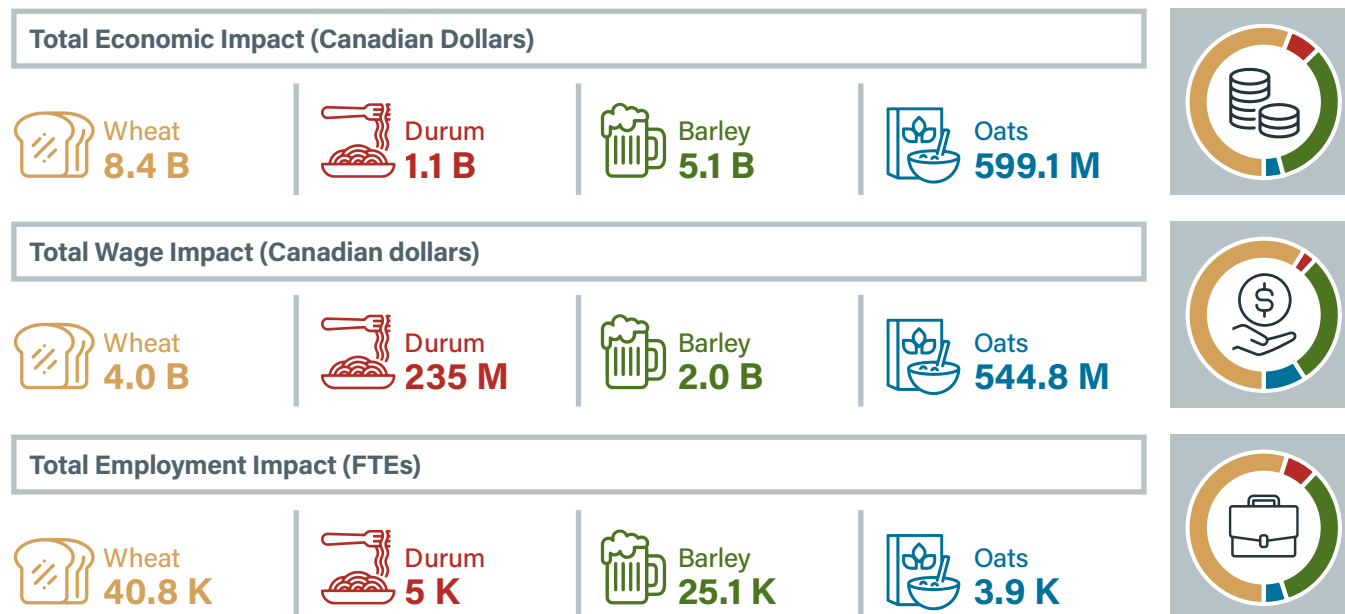 Total Economic Impact (Canadian Dollars)
Wheat
8.4 B
Durum
1.1 B
Barley
5.1 B
Oats
599.1 M
Total Wage Impact (Canadian dollars)
Wheat
4.0 B
Durum
235 M
Barley
2.0 B
Oats
544.8 M
$
Total Employment Impact (FTEs)
Wheat
40.8 K
Durum
5 K
Barley
25.1 K
Oats
3.9 K